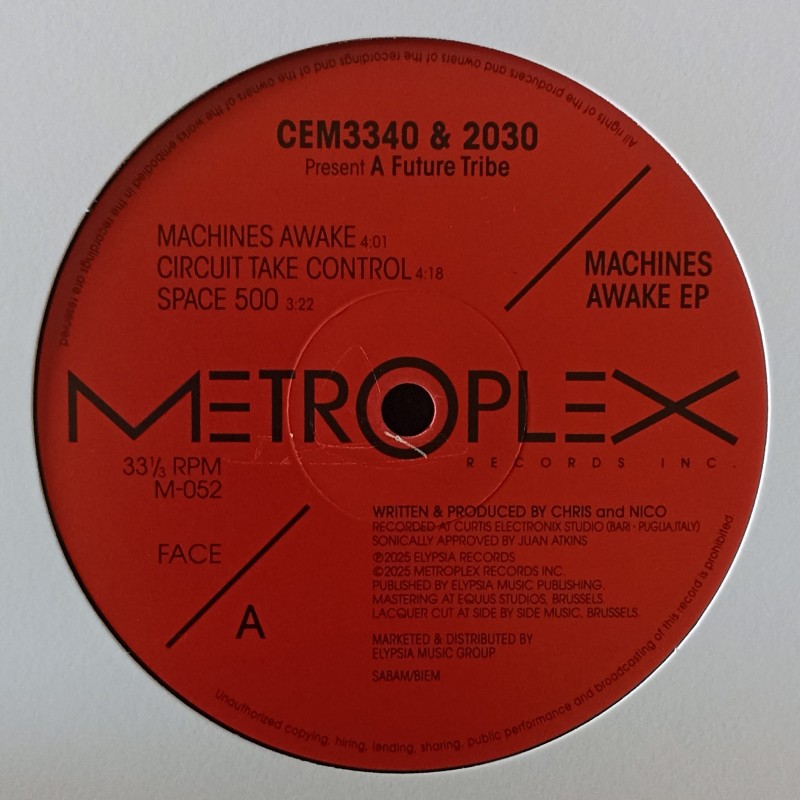 All rights of the producers and owners of the recordings and of the owners of the works embodied in the recordings are reserved
CEM3340 & 2030
Present A Future Tribe
MACHINES AWAKE 4:01
CIRCUIT TAKE CONTROL 4:18
SPACE 500 3:22
MACHINES
AWAKE EP
METROPLEX
RECORDS INC.
33⅓ RPM
M-052
FACE
A
WRITTEN & PRODUCED BY CHRIS and NICO
RECORDED AT CURTIS ELECTRONIX STUDIO (BARI - PUGLIA,ITALY)
SONICALLY APPROVED BY JUAN ATKINS
℗2025 ELYPSIA RECORDS
©2025 METROPLEX RECORDS INC.
PUBLISHED BY ELYPSIA MUSIC PUBLISHING.
MASTERING AT EQUUS STUDIOS, BRUSSELS.
LACQUER CUT AT SIDE BY SIDE MUSIC, BRUSSELS.
MARKETED & DISTRIBUTED BY
ELYPSIA MUSIC GROUP
SABAM/BIEM
Unauthorized copying, hiring, lending, sharing, public performance and broadcasting of this record is prohibited